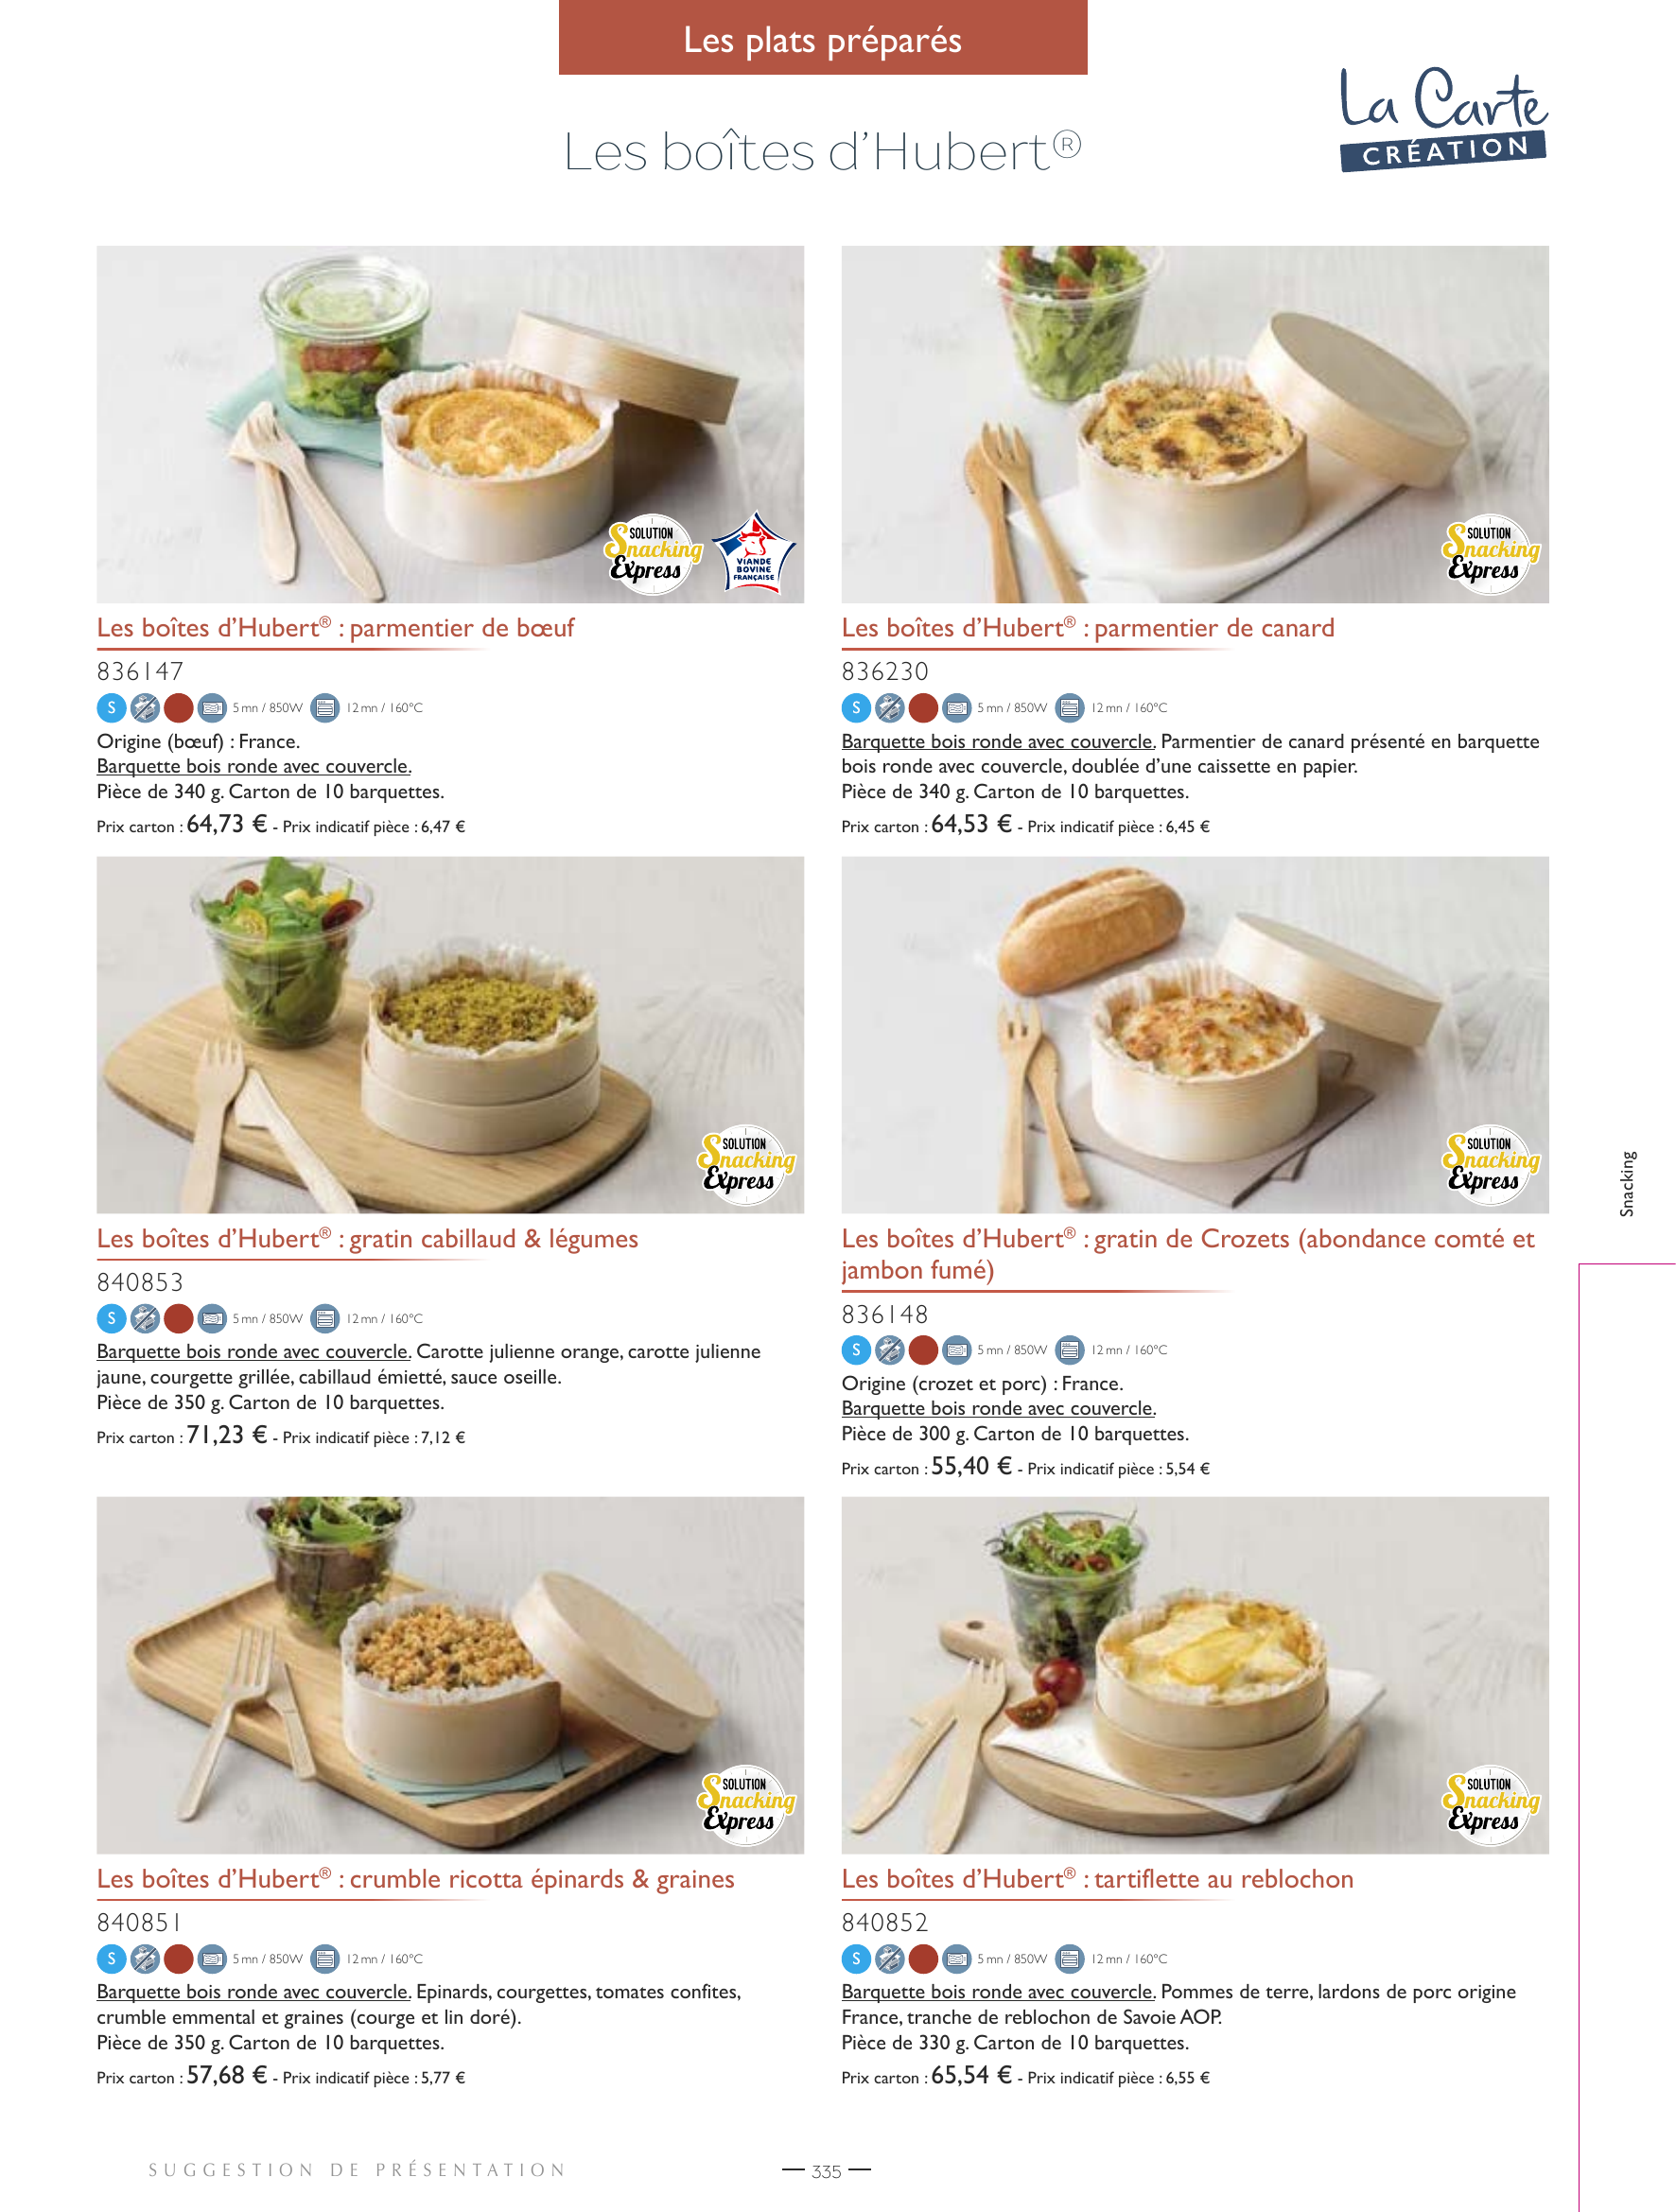 Les plats préparés
La Carte
CRÉATION
Les boîtes d’Hubert®
SOLUTION
Snacking
Express
VIANDE
BOVINE
FRANÇAISE
SOLUTION
Snacking
Express
Les boîtes d’Hubert® : parmentier de bœuf
836147
S 5 mn / 850W 12 mn / 160°C
Origine (bœuf) : France.
Barquette bois ronde avec couvercle.
Pièce de 340 g. Carton de 10 barquettes.
Prix carton : 64,73 € - Prix indicatif pièce : 6,47 €
Les boîtes d’Hubert® : parmentier de canard
836230
S 5 mn / 850W 12 mn / 160°C
Barquette bois ronde avec couvercle. Parmentier de canard présenté en barquette
bois ronde avec couvercle, doublée d’une caissette en papier.
Pièce de 340 g. Carton de 10 barquettes.
Prix carton : 64,53 € - Prix indicatif pièce : 6,45 €
SOLUTION
Snacking
Express
SOLUTION
Snacking
Express
Les boîtes d’Hubert® : gratin cabillaud & légumes
840853
S 5 mn / 850W 12 mn / 160°C
Barquette bois ronde avec couvercle. Carotte julienne orange, carotte julienne
jaune, courgette grillée, cabillaud émietté, sauce oseille.
Pièce de 350 g. Carton de 10 barquettes.
Prix carton : 71,23 € - Prix indicatif pièce : 7,12 €
Les boîtes d’Hubert® : gratin de Crozets (abondance comté et
jambon fumé)
836148
S 5 mn / 850W 12 mn / 160°C
Origine (crozet et porc) : France.
Barquette bois ronde avec couvercle.
Pièce de 300 g. Carton de 10 barquettes.
Prix carton : 55,40 € - Prix indicatif pièce : 5,54 €
Snacking
SOLUTION
Snacking
Express
SOLUTION
Snacking
Express
Les boîtes d’Hubert® : crumble ricotta épinards & graines
840851
S 5 mn / 850W 12 mn / 160°C
Barquette bois ronde avec couvercle. Epinards, courgettes, tomates confites,
crumble emmental et graines (courge et lin doré).
Pièce de 350 g. Carton de 10 barquettes.
Prix carton : 57,68 € - Prix indicatif pièce : 5,77 €
Les boîtes d’Hubert® : tartiflette au reblochon
840852
S 5 mn / 850W 12 mn / 160°C
Barquette bois ronde avec couvercle. Pommes de terre, lardons de porc origine
France, tranche de reblochon de Savoie AOP.
Pièce de 330 g. Carton de 10 barquettes.
Prix carton : 65,54 € - Prix indicatif pièce : 6,55 €
SUGGESTION DE PRÉSENTATION
— 335 —